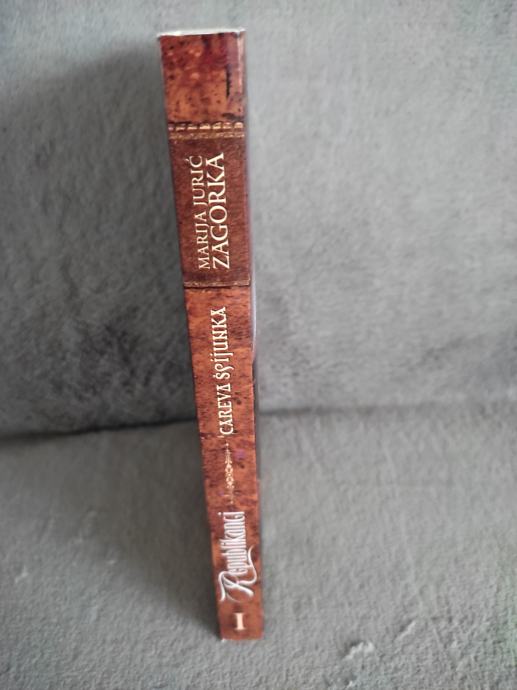 MARIJA JURIĆ
ZAGORKA
CAREVA ŠPIJUNKA
Republikanci
I